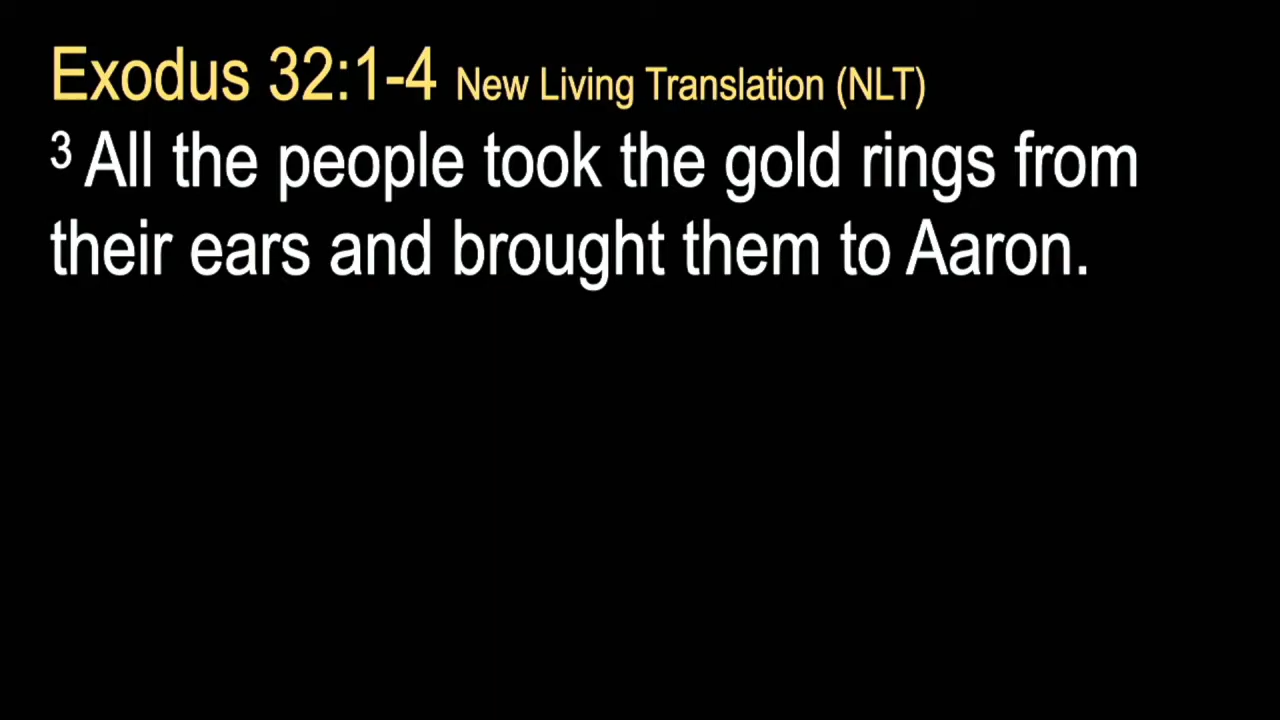 Exodus 32:1-4 New Living Translation (NLT)
3 All the people took the gold rings from
their ears and brought them to Aaron.